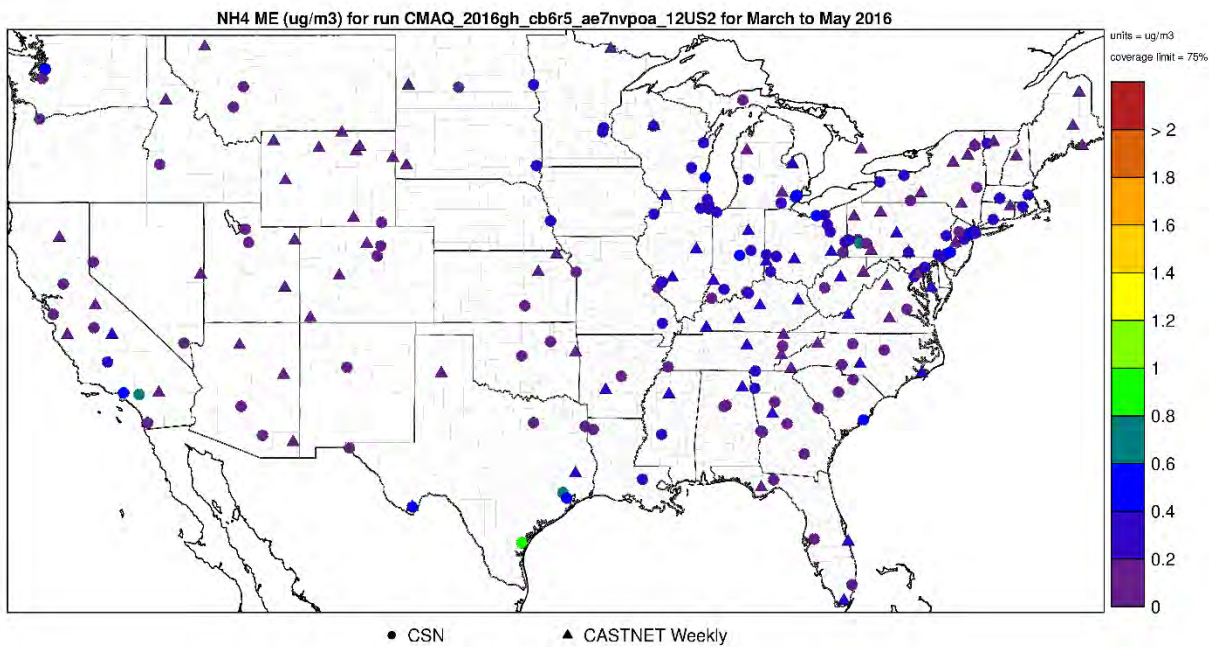 NH4 ME (ug/m3) for run CMAQ_2016gh_cb6r5_ae7nvpoa_12US2 for March to May 2016
units = ug/m3
coverage limit = 75%
> 2
1.8
1.6
1.4
1.2
1
0.8
0.6
0.4
0.2
0
CSN
CASTNET Weekly